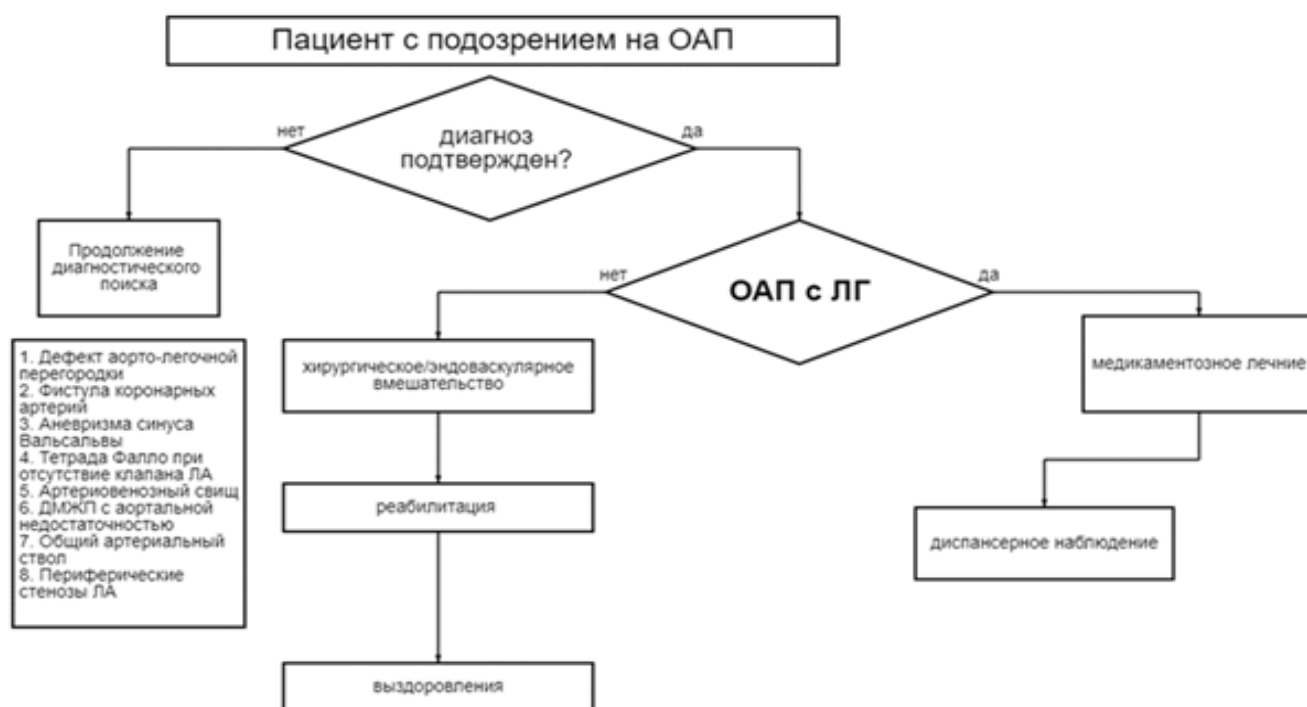 Пациент с подозрением на ОАП
диагноз
подтвержден?
нет
да
Продолжение
диагностического
поиска
ОАП с ЛГ
нет
да
1. Дефект аорто-легочной
перегородки
2. Фистула коронарных
артерий
3. Аневризма синуса
Вальсальвы
4. Тетрада Фалло при
отсутствие клапана ЛА
5. Артериовенозный свищ
6. ДМЖП с аортальной
недостаточностью
7. Общий артериальный
ствол
8. Периферические
стенозы ЛА
хирургическое/эндоваскулярное
вмешательство
медикаментозное лечние
реабилитация
диспансерное наблюдение
выздоровления